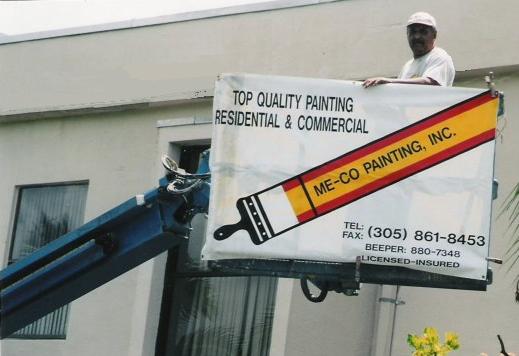 TOP QUALITY PAINTING
RESIDENTIAL & COMMERCIAL
ME-CO PAINTING, INC.
TEL: (305) 861-8453
FAX:
BEEPER: 880-7348
LICENSED-INSURED